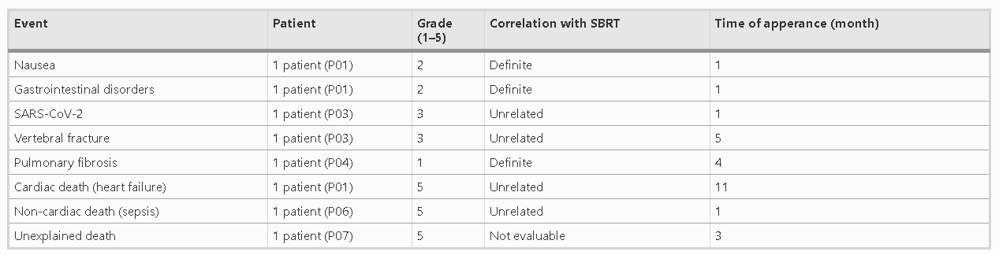 Event Patient Grade (1–5) Correlation with SBRT Time of apperance (month)
Nausea 1 patient (P01) 2 Definite 1
Gastrointestinal disorders 1 patient (P01) 2 Definite 1
SARS-CoV-2 1 patient (P03) 3 Unrelated 1
Vertebral fracture 1 patient (P03) 3 Unrelated 5
Pulmonary fibrosis 1 patient (P04) 1 Definite 4
Cardiac death (heart failure) 1 patient (P01) 5 Unrelated 11
Non-cardiac death (sepsis) 1 patient (P06) 5 Unrelated 1
Unexplained death 1 patient (P07) 5 Not evaluable 3